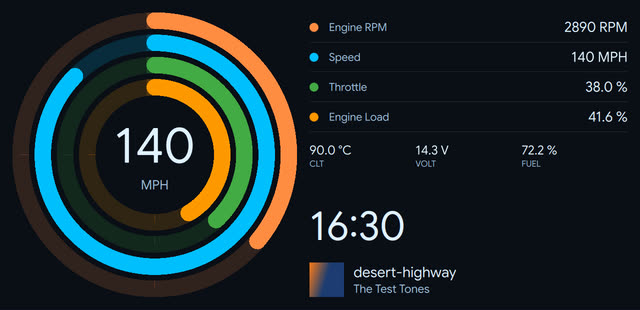 140
MPH
Engine RPM 2890 RPM
Speed 140 MPH
Throttle 38.0 %
Engine Load 41.6 %
90.0 °C 14.3 V 72.2 %
CLT VOLT FUEL
16:30
desert-highway
The Test Tones